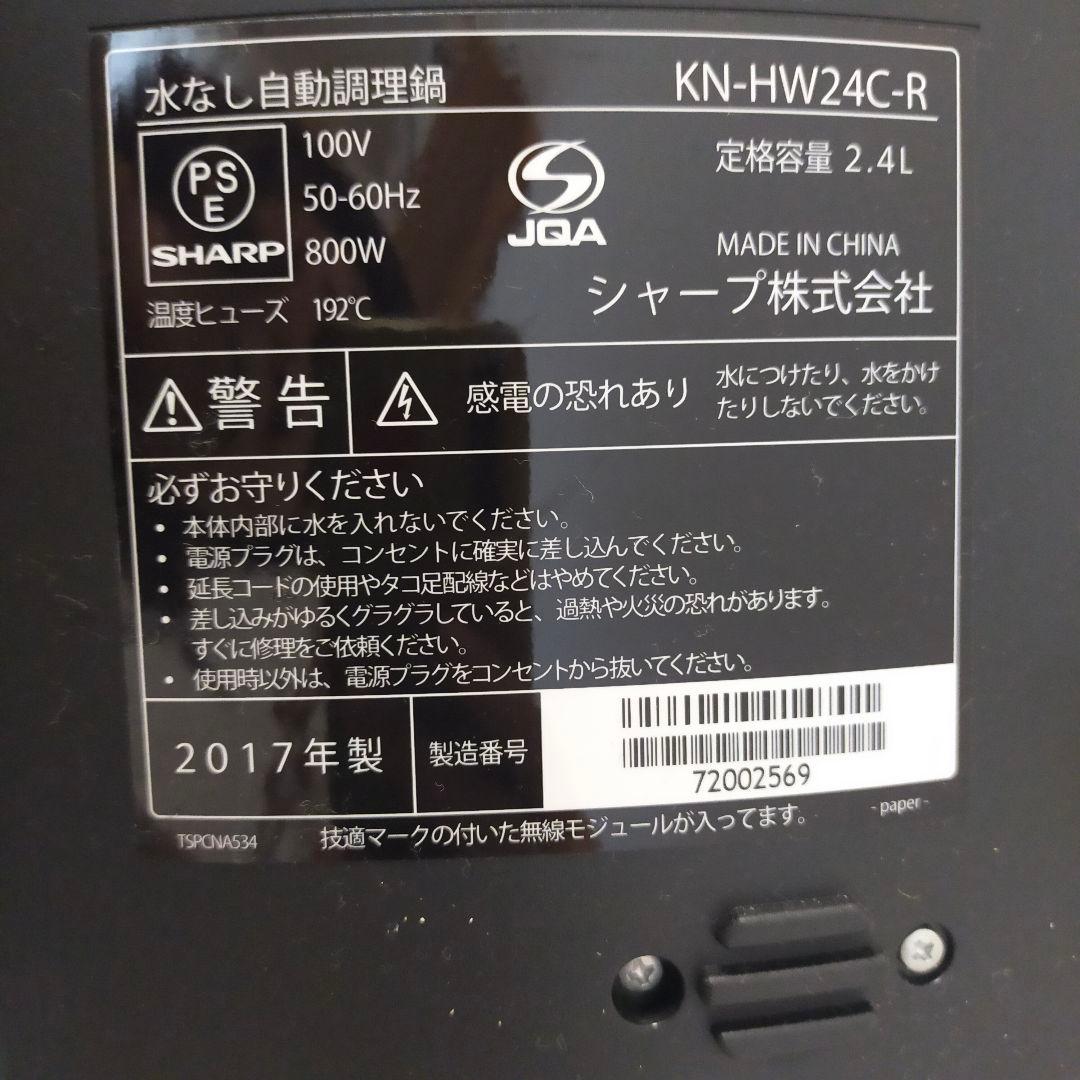 水なし自動調理鍋 KN-HW24C-R
PSE
SHARP
100V
50-60Hz
800W
JQA
定格容量 2.4L
MADE IN CHINA
シャープ株式会社
温度ヒューズ 192℃
警告
感電の恐れあり
水につけたり、水をかけ
たりしないでください。
必ずお守りください
• 本体内部に水を入れないでください。
• 電源プラグは、コンセントに確実に差し込んでください。
• 延長コードの使用やタコ足配線などはやめてください。
• 差し込みがゆるくグラグラしていると、過熱や火災の恐れがあります。
すぐに修理をご依頼ください。
• 使用時以外は、電源プラグをコンセントから抜いてください。
2017年製
製造番号
72002569
TSPCNA534
技適マークの付いた無線モジュールが入ってます。
- paper -